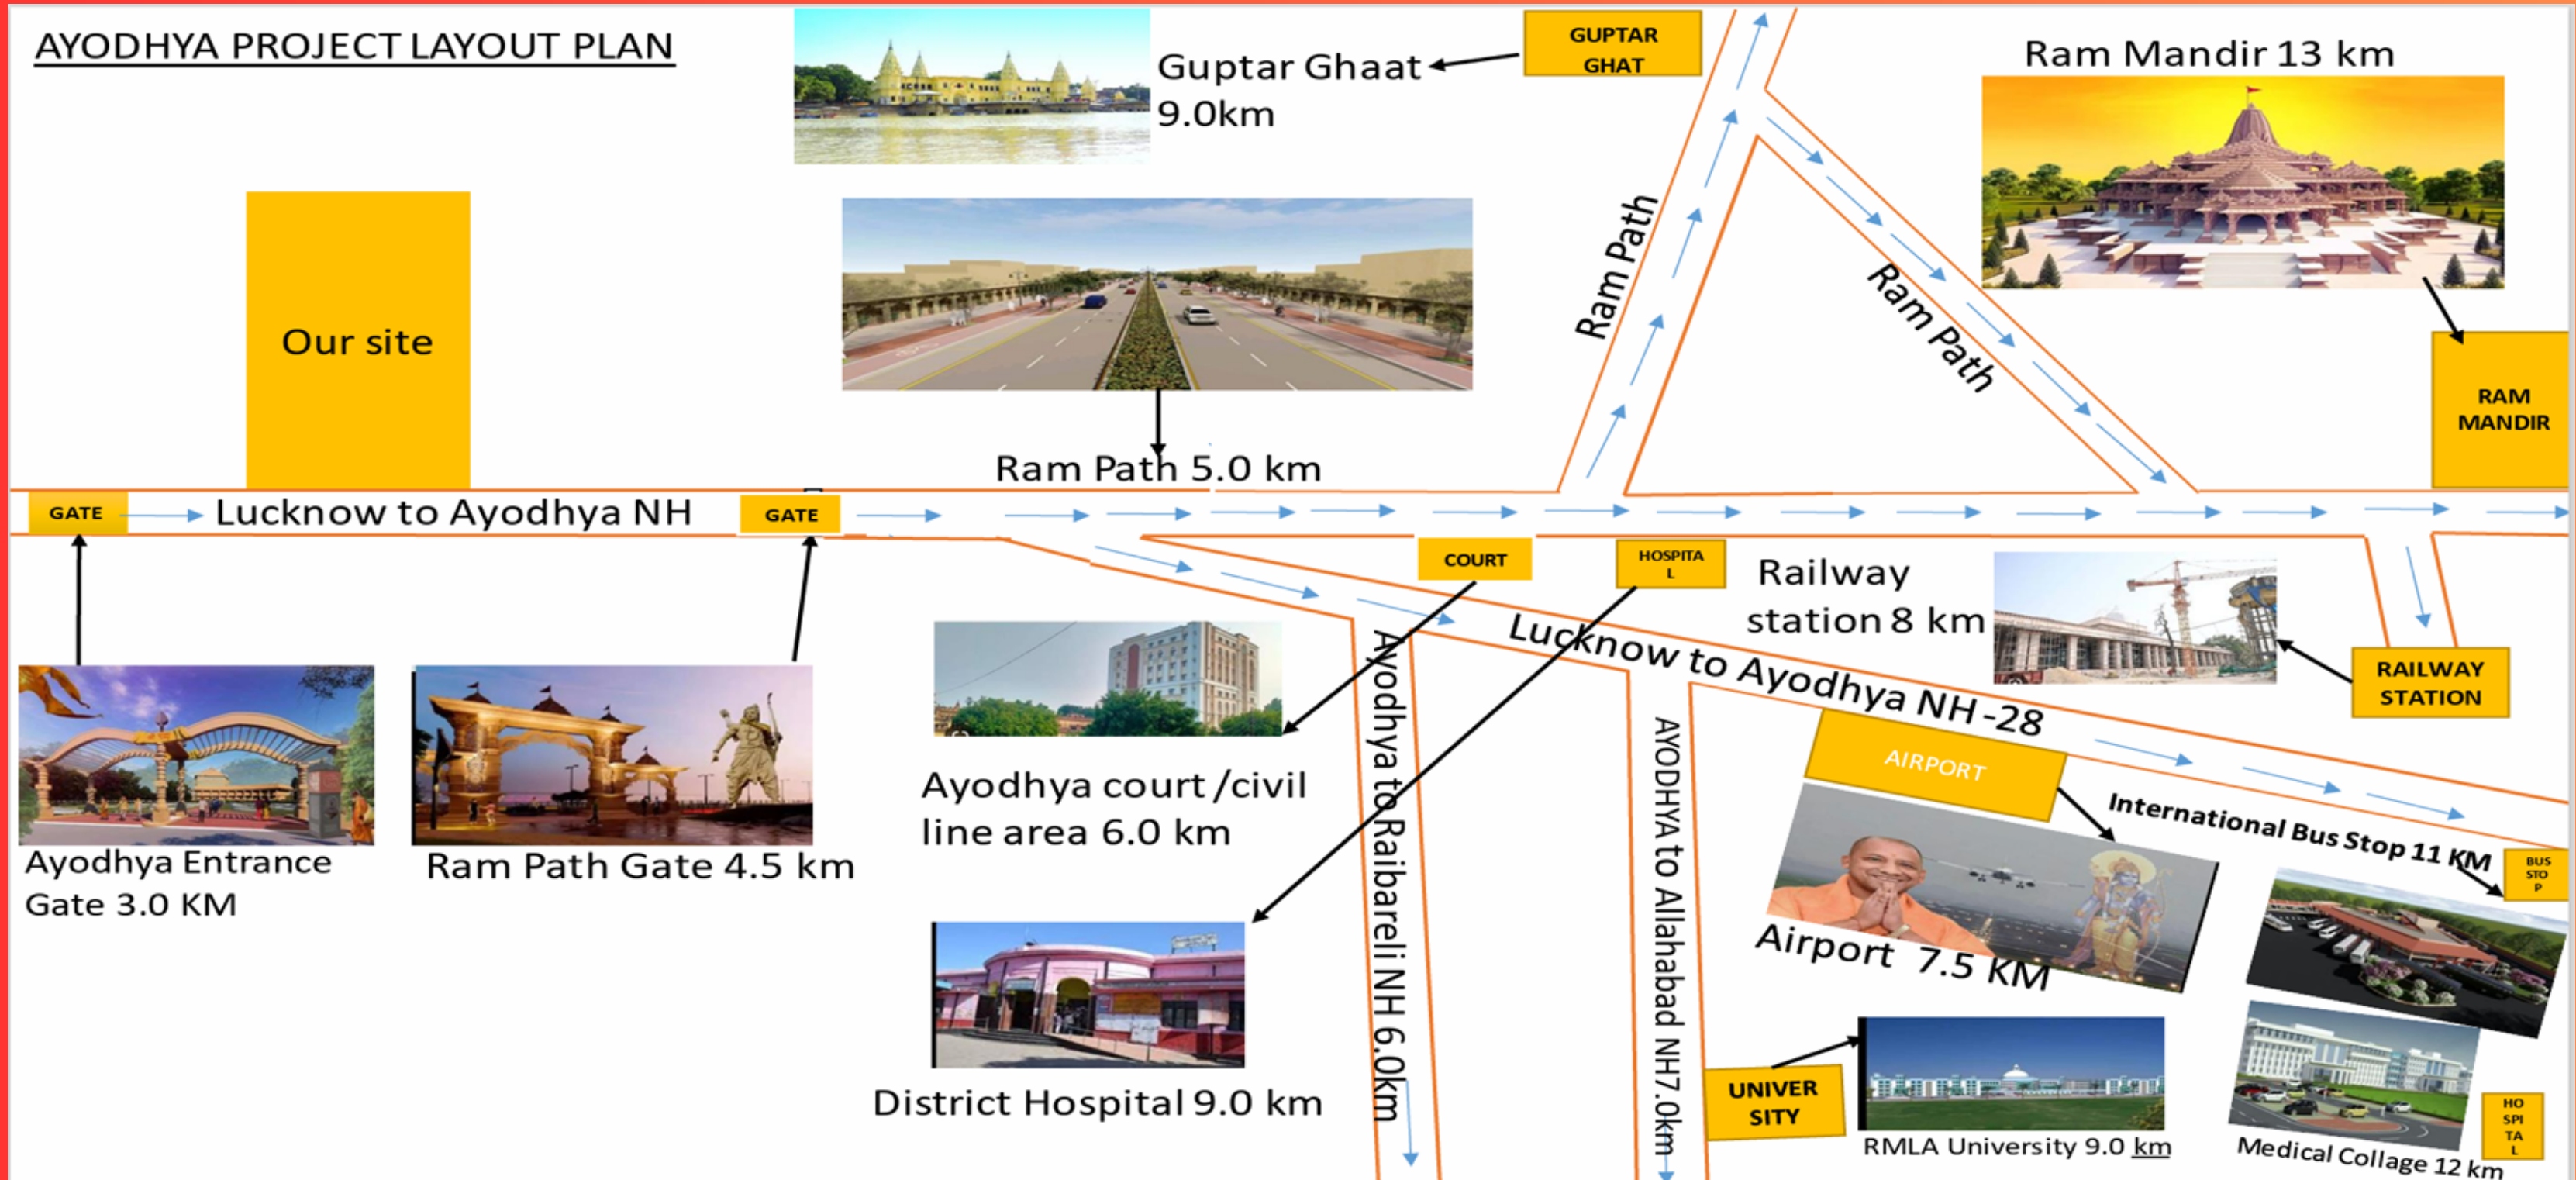 AYODHYA PROJECT LAYOUT PLAN
Guptar Ghaat
9.0km
GUPTAR
GHAT
Ram Mandir 13 km
Our site
Ram Path
Ram Path
RAM
MANDIR
Ram Path 5.0 km
GATE
Lucknow to Ayodhya NH
GATE
COURT
HOSPITA
L
Railway
station 8 km
RAILWAY
STATION
Lucknow to Ayodhya NH-28
Ayodhya to Raibareli NH 6.0km
AYODHYA to Allahabad NH7.0km
AIRPORT
International Bus Stop 11 KM
BUS
STO
P
Ayodhya Entrance
Gate 3.0 KM
Ram Path Gate 4.5 km
Ayodhya court /civil
line area 6.0 km
Airport 7.5 KM
District Hospital 9.0 km
UNIVER
SITY
RMLA University 9.0 km
Medical Collage 12 km
HO
SPI
TA
L